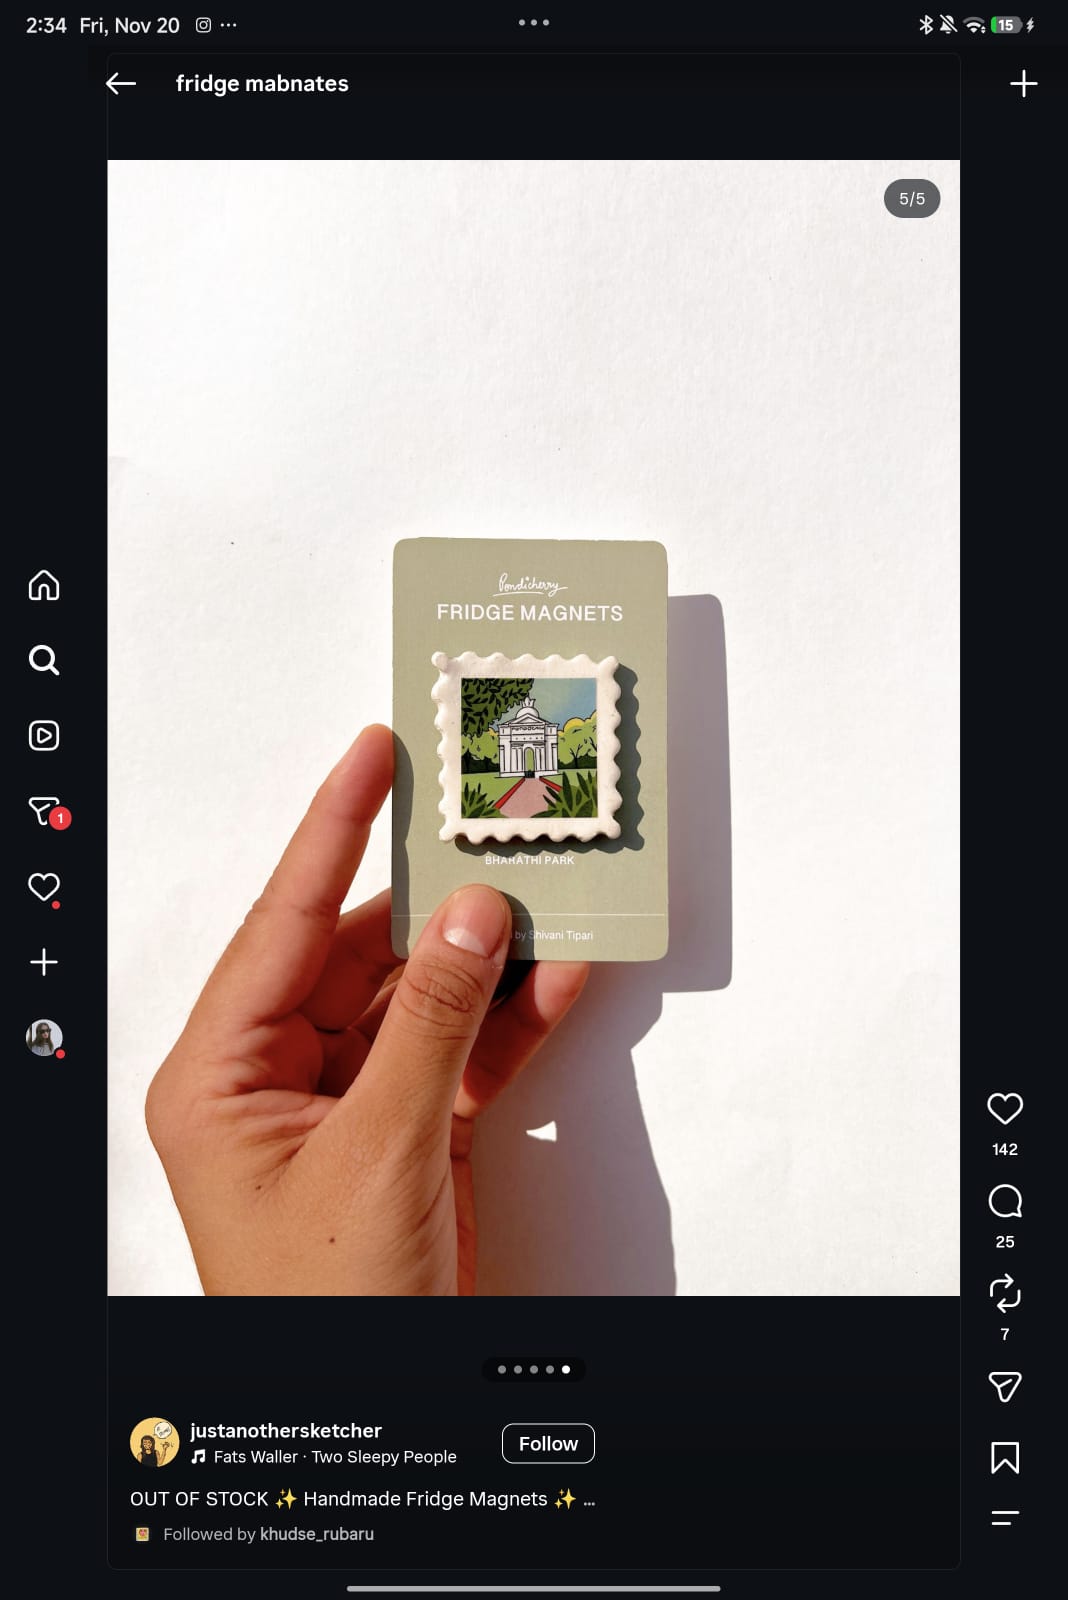 2:34 Fri, Nov 20
15
fridge mabnates
5/5
Pondicherry
FRIDGE MAGNETS
BHARATHI PARK
by Shivani Tipari
1
142
25
7
justanothersketcher
Fats Waller · Two Sleepy People
Follow
OUT OF STOCK ✨ Handmade Fridge Magnets ✨ ...
Followed by khudse_rubaru